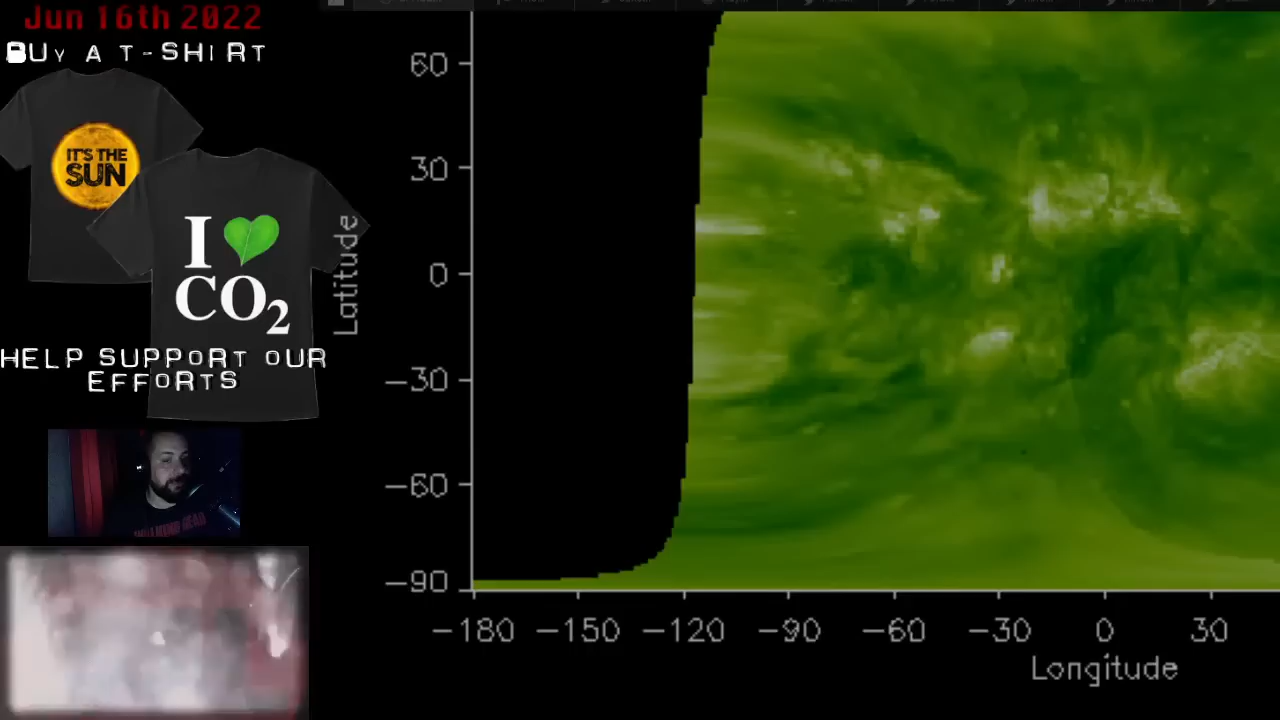 Jun 16th 2022
BUY A T-SHIRT
IT'S THE
SUN
I
CO2
HELP SUPPORT OUR
EFFORTS
Latitude
60
30
0
−30
−60
−90
−180
−150
−120
−90
−60
−30
0
30
Longitude